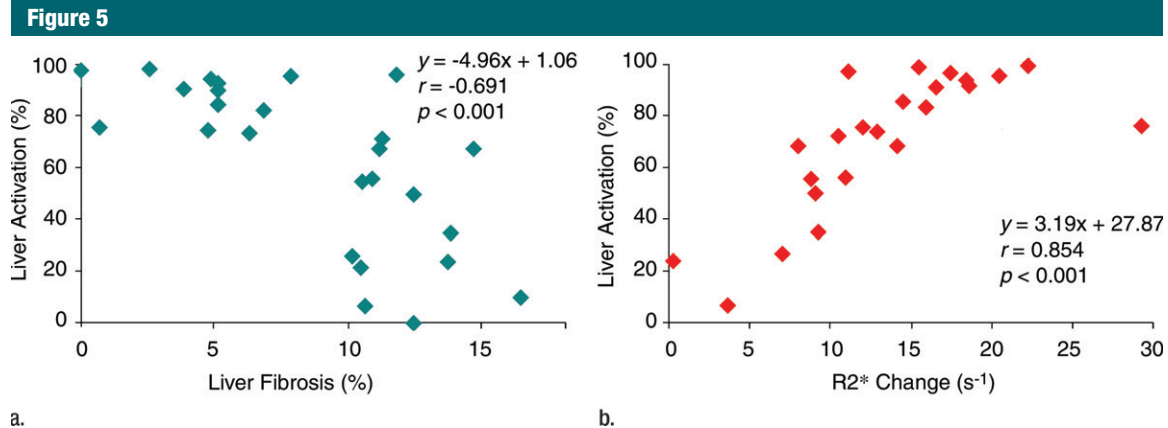 Figure 5
100
80
60
40
20
0
Liver Activation (%)
y = -4.96x + 1.06
r = -0.691
p < 0.001
0 5 10 15
Liver Fibrosis (%)
a.
100
80
60
40
20
0
Liver Activation (%)
y = 3.19x + 27.87
r = 0.854
p < 0.001
0 5 10 15 20 25 30
R2* Change (s-1)
b.